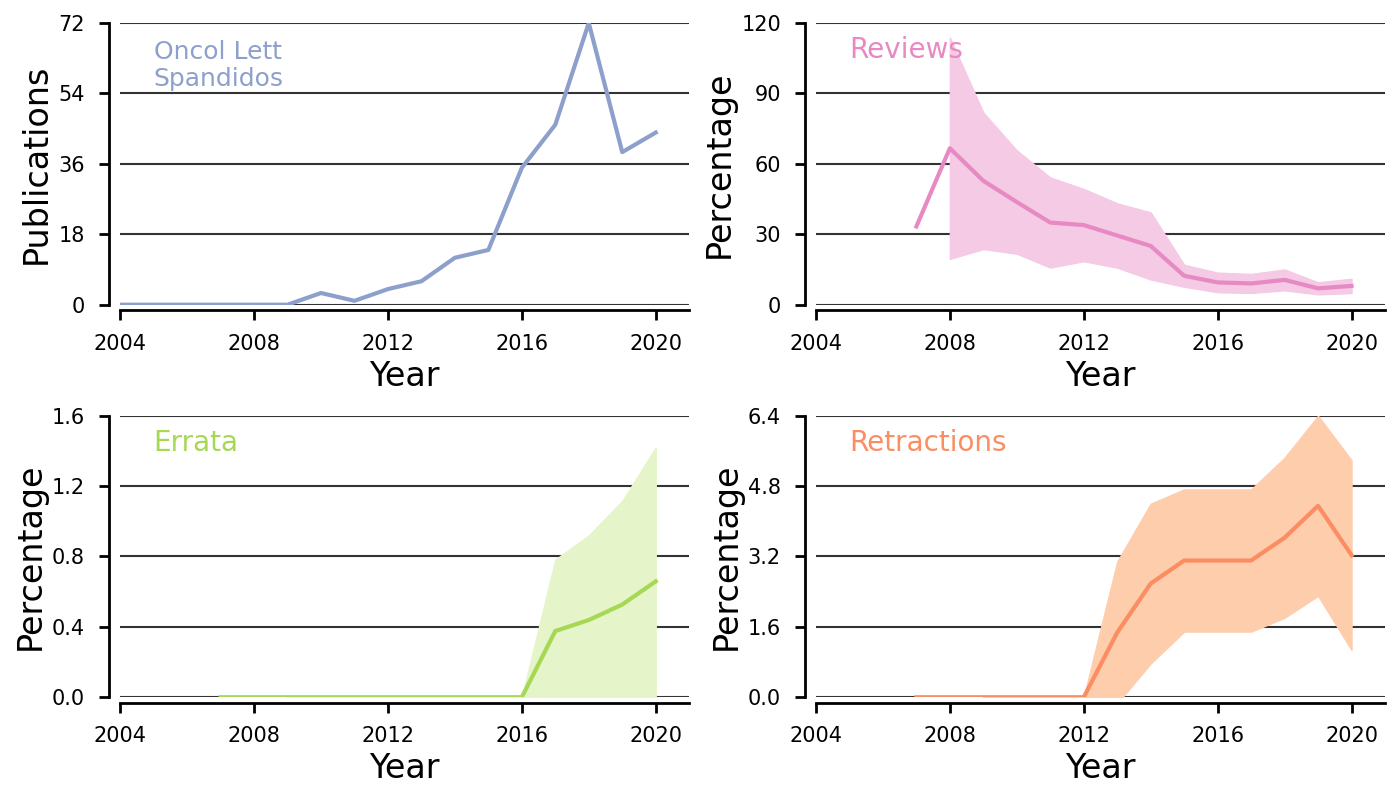 Oncol Lett
Spandidos
Publications
72
54
36
18
0
2004 2008 2012 2016 2020
Year
Reviews
Percentage
120
90
60
30
0
2004 2008 2012 2016 2020
Year
Errata
Percentage
1.6
1.2
0.8
0.4
0.0
2004 2008 2012 2016 2020
Year
Retractions
Percentage
6.4
4.8
3.2
1.6
0.0
2004 2008 2012 2016 2020
Year